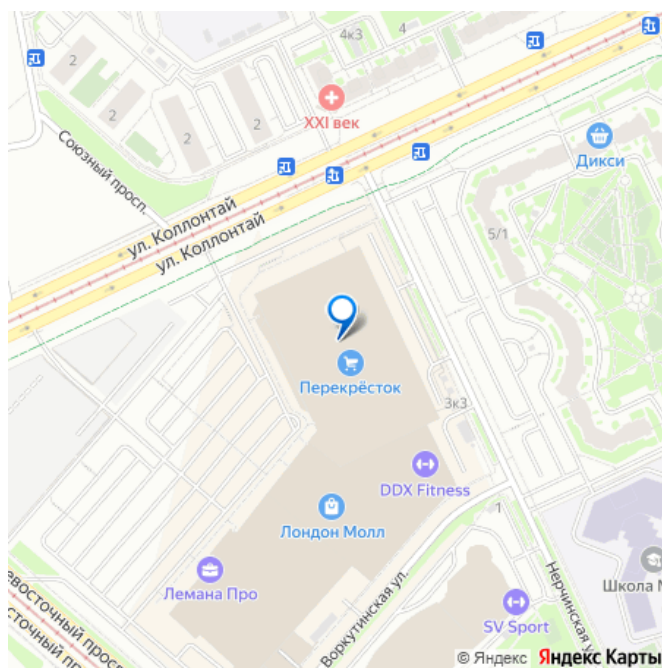 4к3
4
2
2
2
2
XXI век
Союзный просп.
Дикси
ул. Коллонтай
ул. Коллонтай
5/1
Перекрёсток
3к3
DDX Fitness
Лондон Молл
1
Лемана Про
Школа №
Воркутинская ул.
Нерчинская
SV Sport
© Яндекс Яндекс Карты